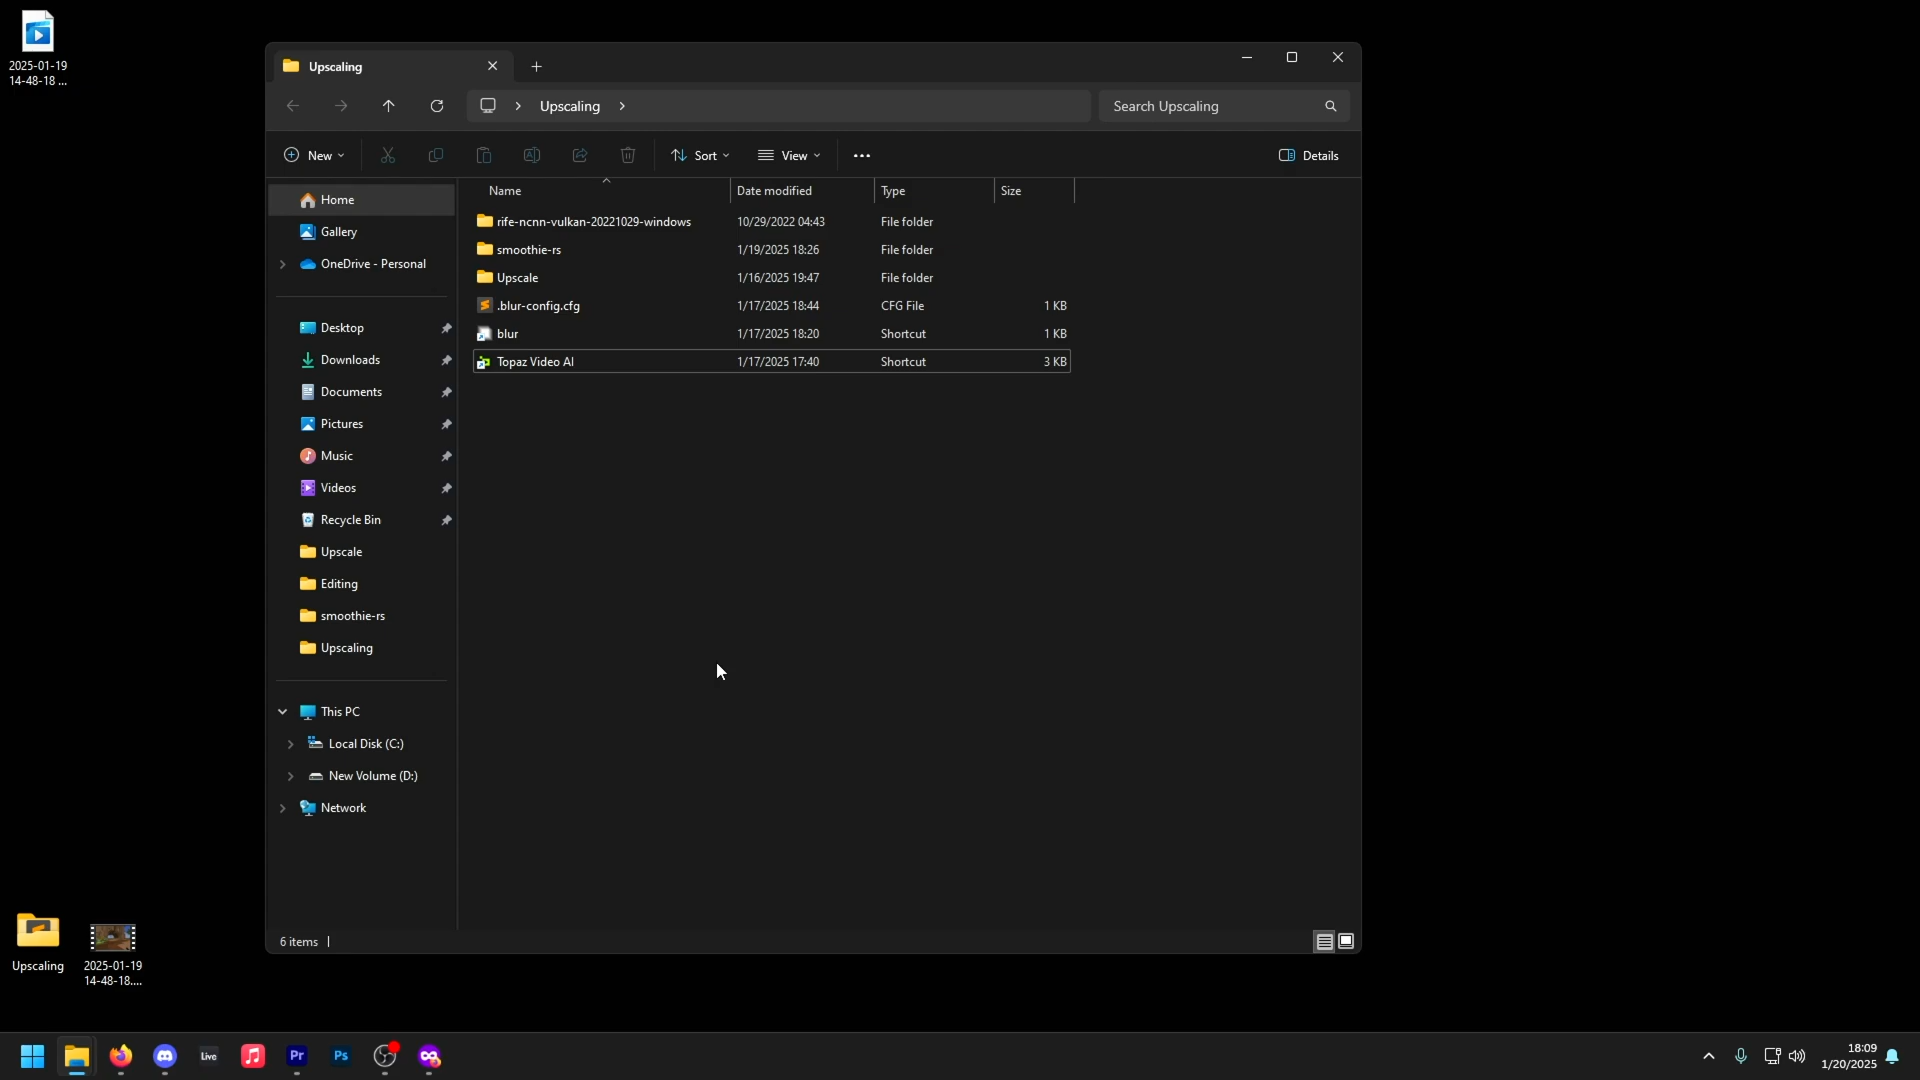 2025-01-19
14-48-18 ...
Upscaling
Upscaling
Search Upscaling
New
Sort
View
Details
Name
Date modified
Type
Size
Home
Gallery
OneDrive - Personal
Desktop
Downloads
Documents
Pictures
Music
Videos
Recycle Bin
Upscale
Editing
smoothie-rs
Upscaling
This PC
Local Disk (C:)
New Volume (D:)
Network
rife-ncnn-vulkan-20221029-windows 10/29/2022 04:43 File folder
smoothie-rs 1/19/2025 18:26 File folder
Upscale 1/16/2025 19:47 File folder
.blur-config.cfg 1/17/2025 18:44 CFG File 1 KB
blur 1/17/2025 18:20 Shortcut 1 KB
Topaz Video AI 1/17/2025 17:40 Shortcut 3 KB
6 items
Upscaling
2025-01-19
14-48-18....
Live
Pr
Ps
18:09
1/20/2025